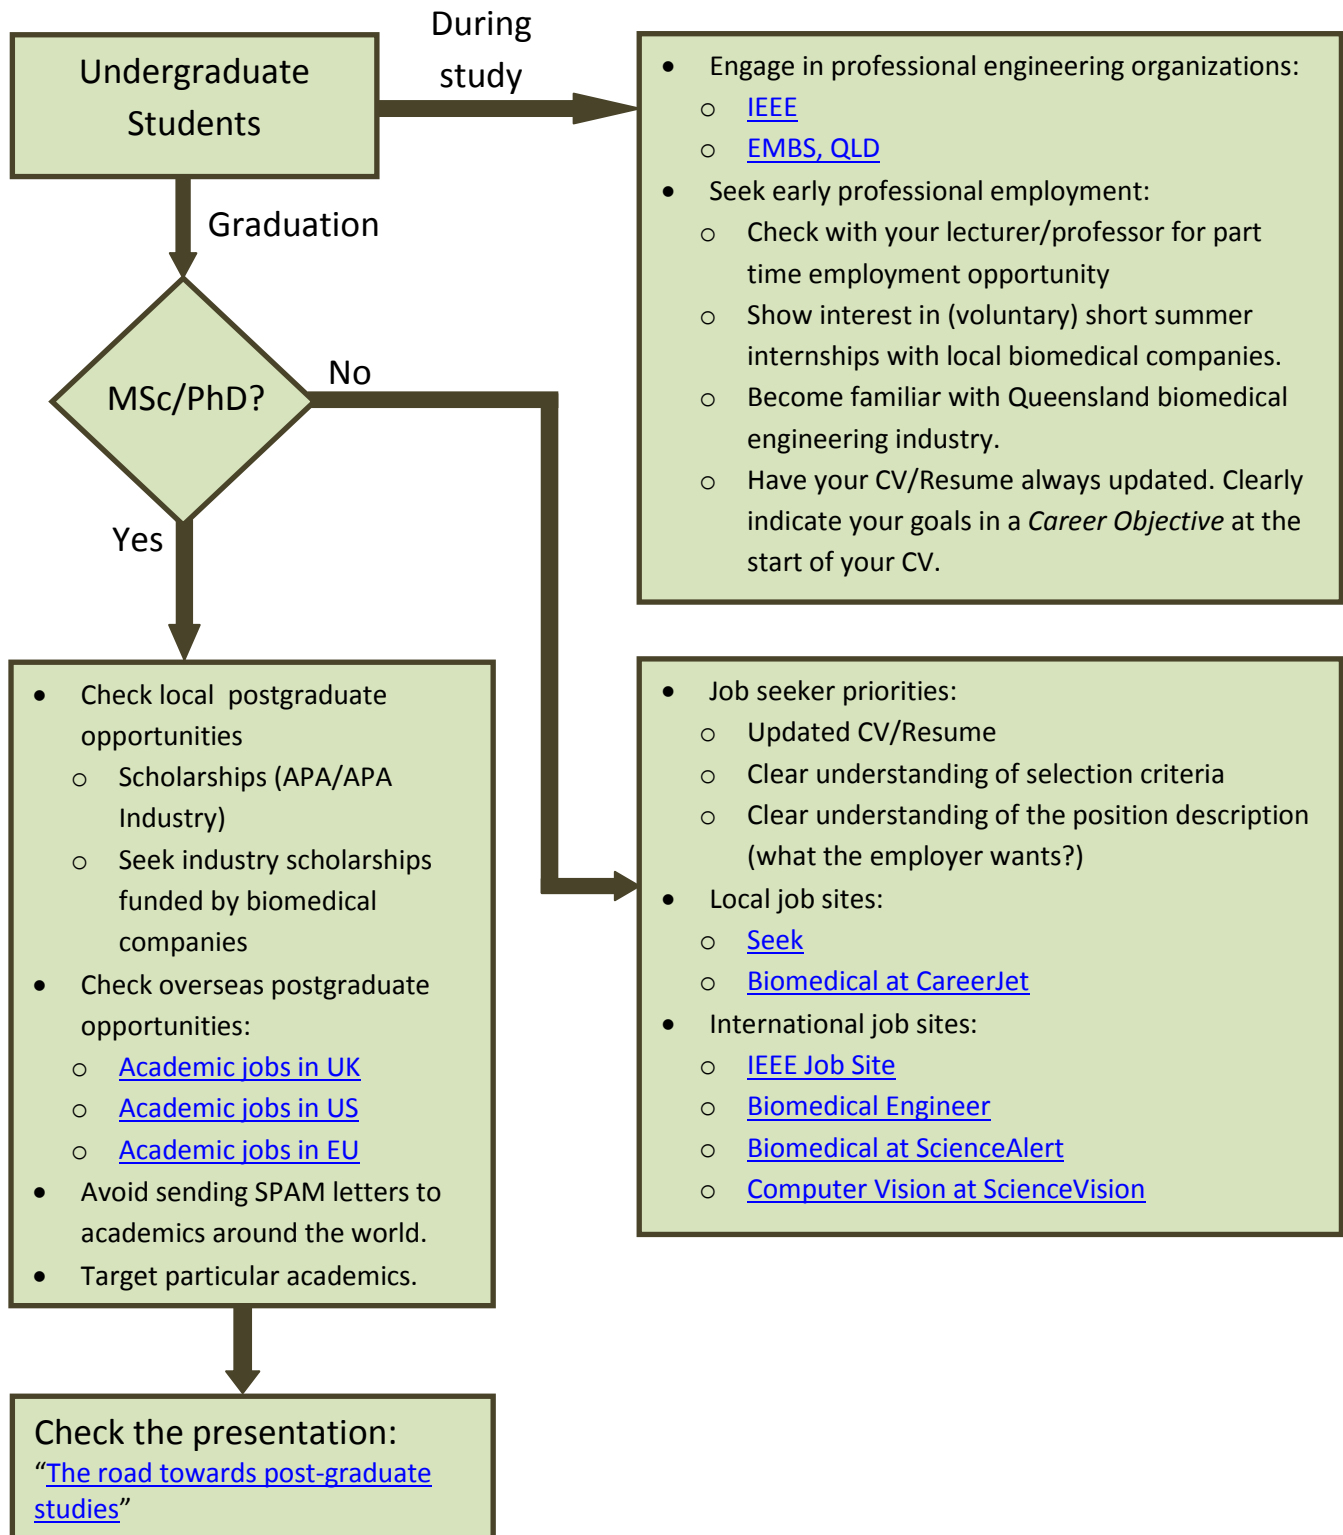 Undergraduate
Students
During
study
• Engage in professional engineering organizations:
o IEEE
o EMBS, QLD
• Seek early professional employment:
o Check with your lecturer/professor for part
time employment opportunity
o Show interest in (voluntary) short summer
internships with local biomedical companies.
o Become familiar with Queensland biomedical
engineering industry.
o Have your CV/Resume always updated. Clearly
indicate your goals in a Career Objective at the
start of your CV.
Graduation
MSc/PhD?
No
Yes
• Check local  postgraduate
opportunities
o Scholarships (APA/APA
Industry)
o Seek industry scholarships
funded by biomedical
companies
• Check overseas postgraduate
opportunities:
o Academic jobs in UK
o Academic jobs in US
o Academic jobs in EU
• Avoid sending SPAM letters to
academics around the world.
• Target particular academics.
• Job seeker priorities:
o Updated CV/Resume
o Clear understanding of selection criteria
o Clear understanding of the position description
(what the employer wants?)
• Local job sites:
o Seek
o Biomedical at CareerJet
• International job sites:
o IEEE Job Site
o Biomedical Engineer
o Biomedical at ScienceAlert
o Computer Vision at ScienceVision
Check the presentation:
“The road towards post-graduate
studies”